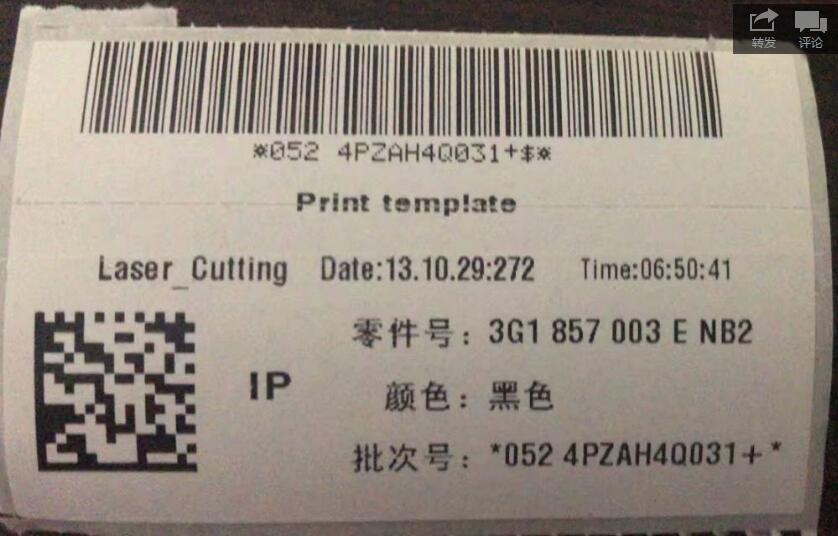 转发 评论
*052 4PZAH4Q031+$*
Print template
Laser_Cutting Date:13.10.29:272 Time:06:50:41
零件号：3G1 857 003 E NB2
IP
颜色：黑色
批次号：*052 4PZAH4Q031+*